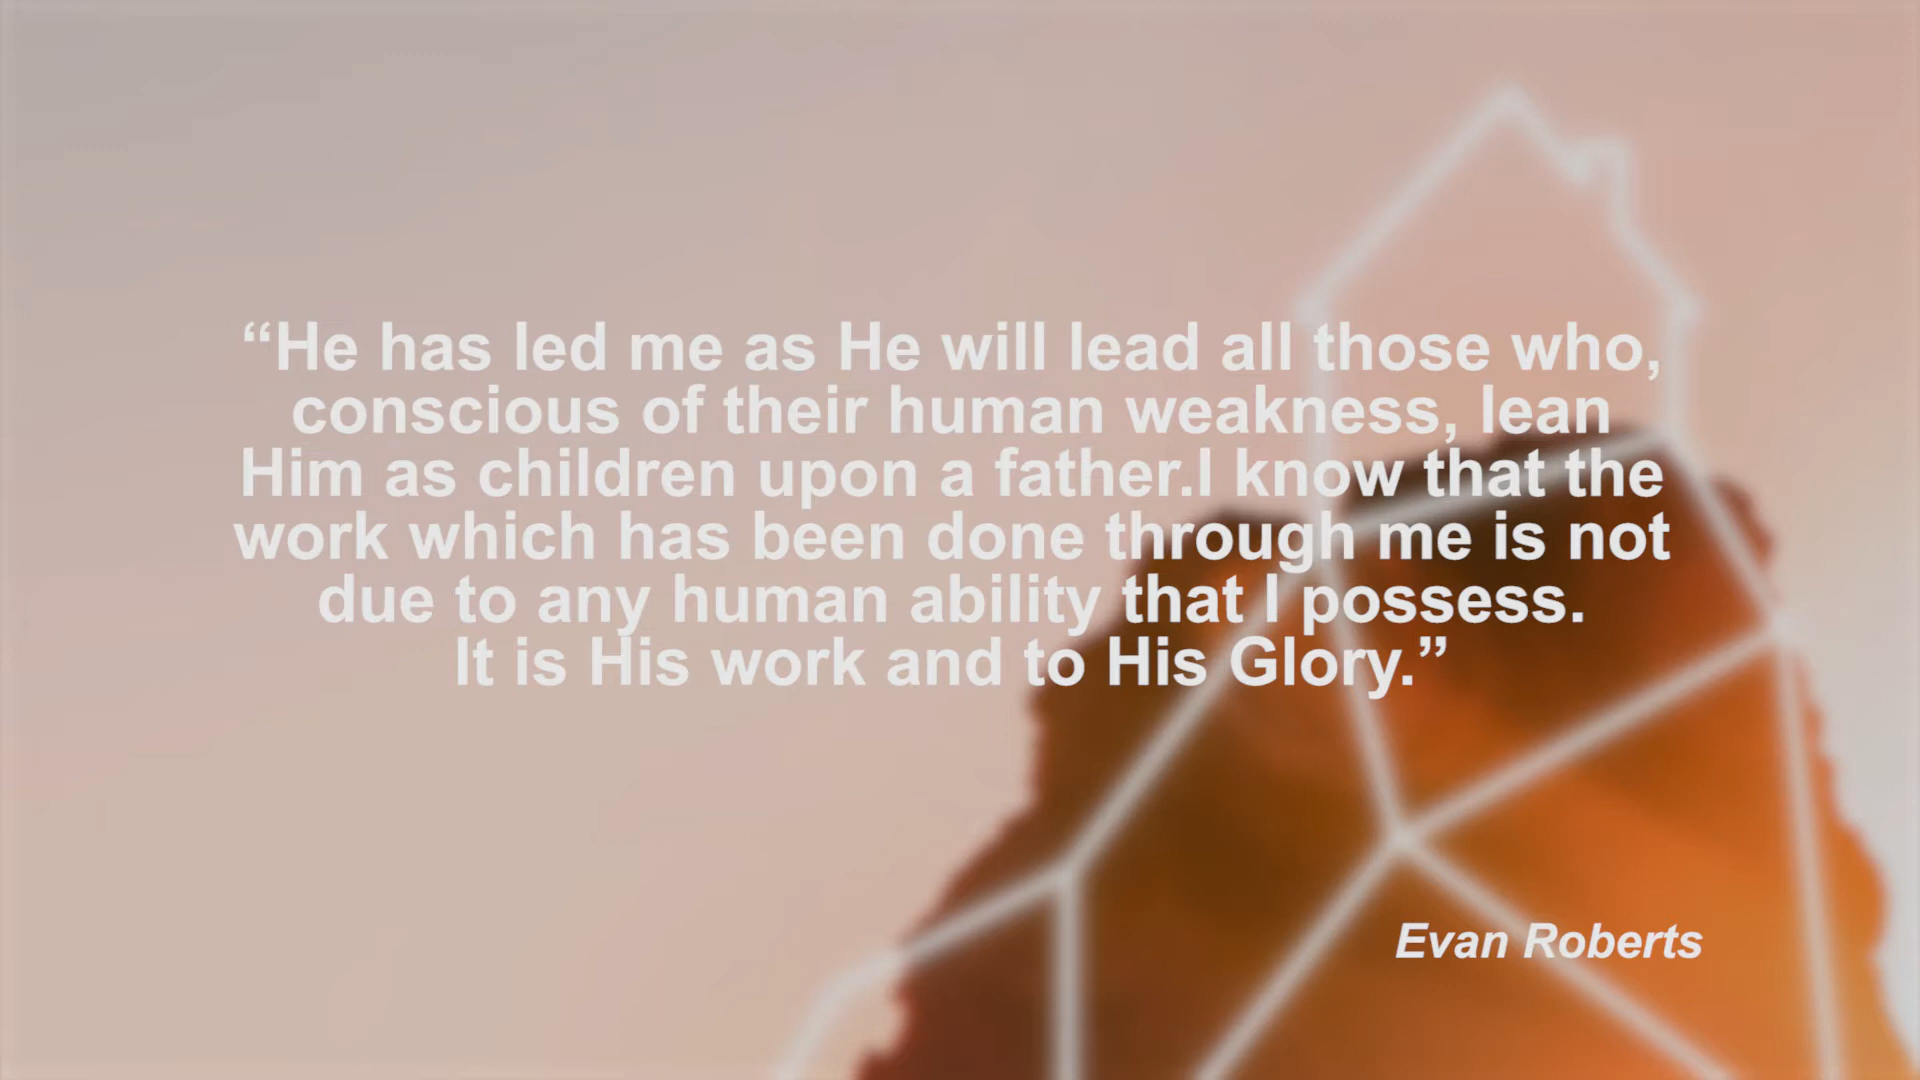 “He has led me as He will lead all those who,
conscious of their human weakness, lean
Him as children upon a father.I know that the
work which has been done through me is not
due to any human ability that I possess.
It is His work and to His Glory.”
Evan Roberts